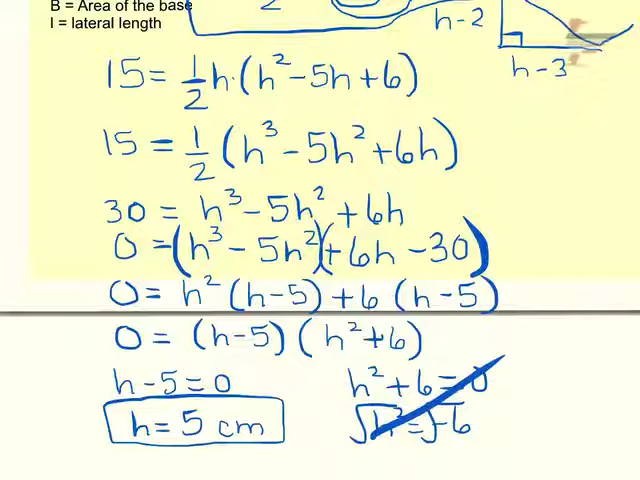 B = Area of the base
l = lateral length
2
h-2
h-3
15 = 1/2 h·(h²-5h+6)
15 = 1/2 (h³-5h²+6h)
30 = h³-5h²+6h
0 = (h³-5h²)(+6h-30)
0 = h²(h-5)+6(h-5)
0 = (h-5)(h²+6)
h-5=0 h²+6=0
h=5 cm √h²=√-6